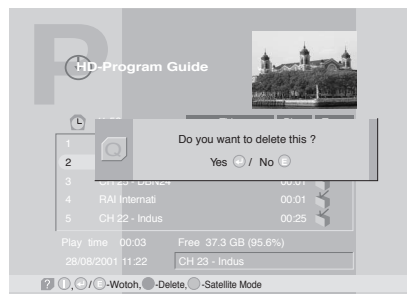 HD-Program Guide
1
Do you want to delete this ?
2
Yes / No E
3 CH 23 - DBN24 00:01
4 RAI Internati 00:01
5 CH 22 - Indus 00:25
Play time 00:03 Free 37.3 GB (95.6%)
28/08/2001 11:22 CH 23 - Indus
? I, / E-Wotoh, -Delete, -Satellite Mode